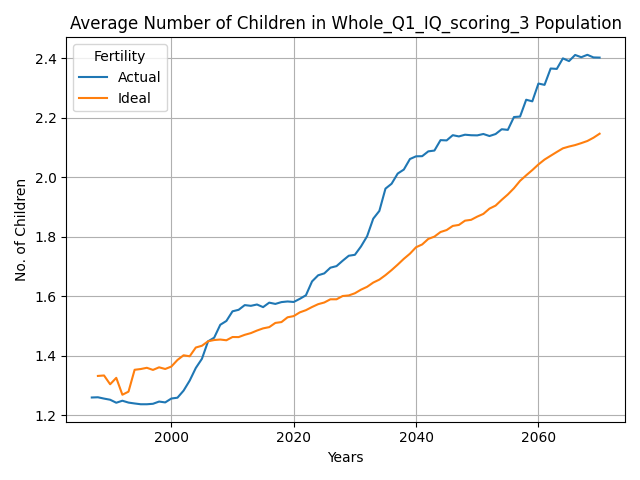 Average Number of Children in Whole_Q1_IQ_scoring_3 Population
Fertility
Actual
Ideal
2.4
2.2
2.0
1.8
1.6
1.4
1.2
No. of Children
2000
2020
2040
2060
Years